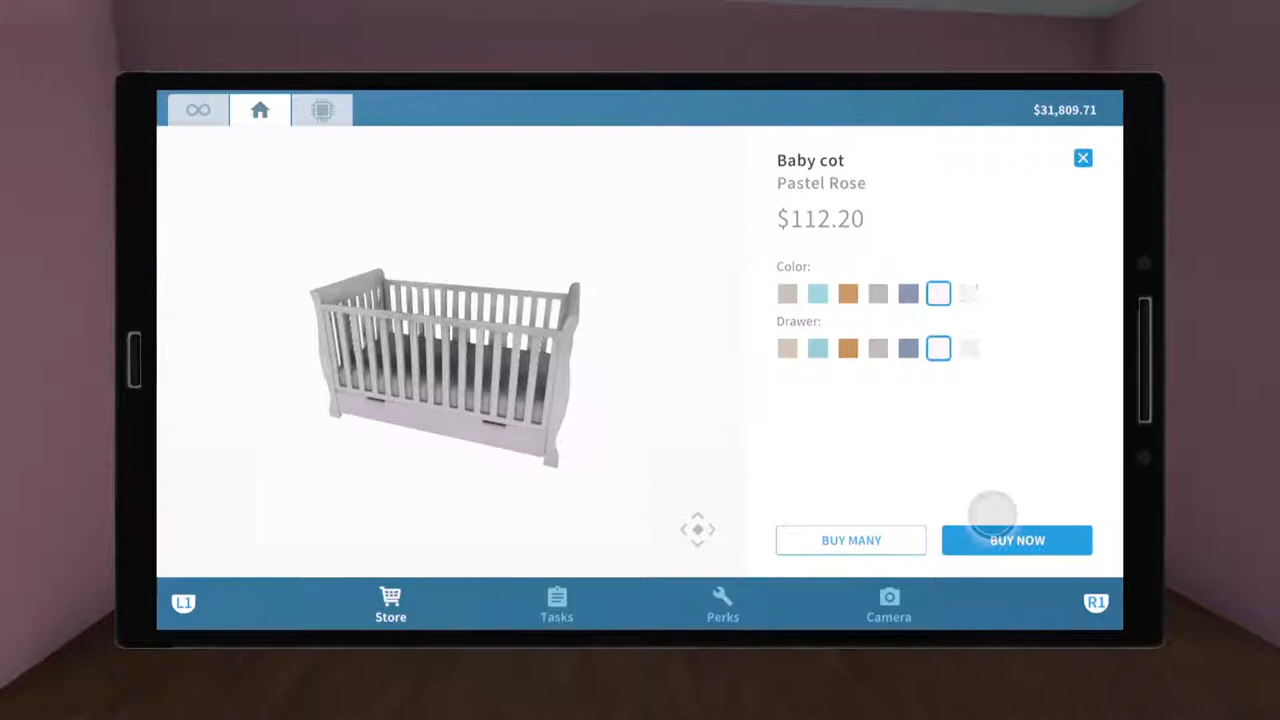 $31,809.71
Baby cot
Pastel Rose
$112.20
Color:
Drawer:
BUY MANY
BUY NOW
L1
Store
Tasks
Perks
Camera
R1